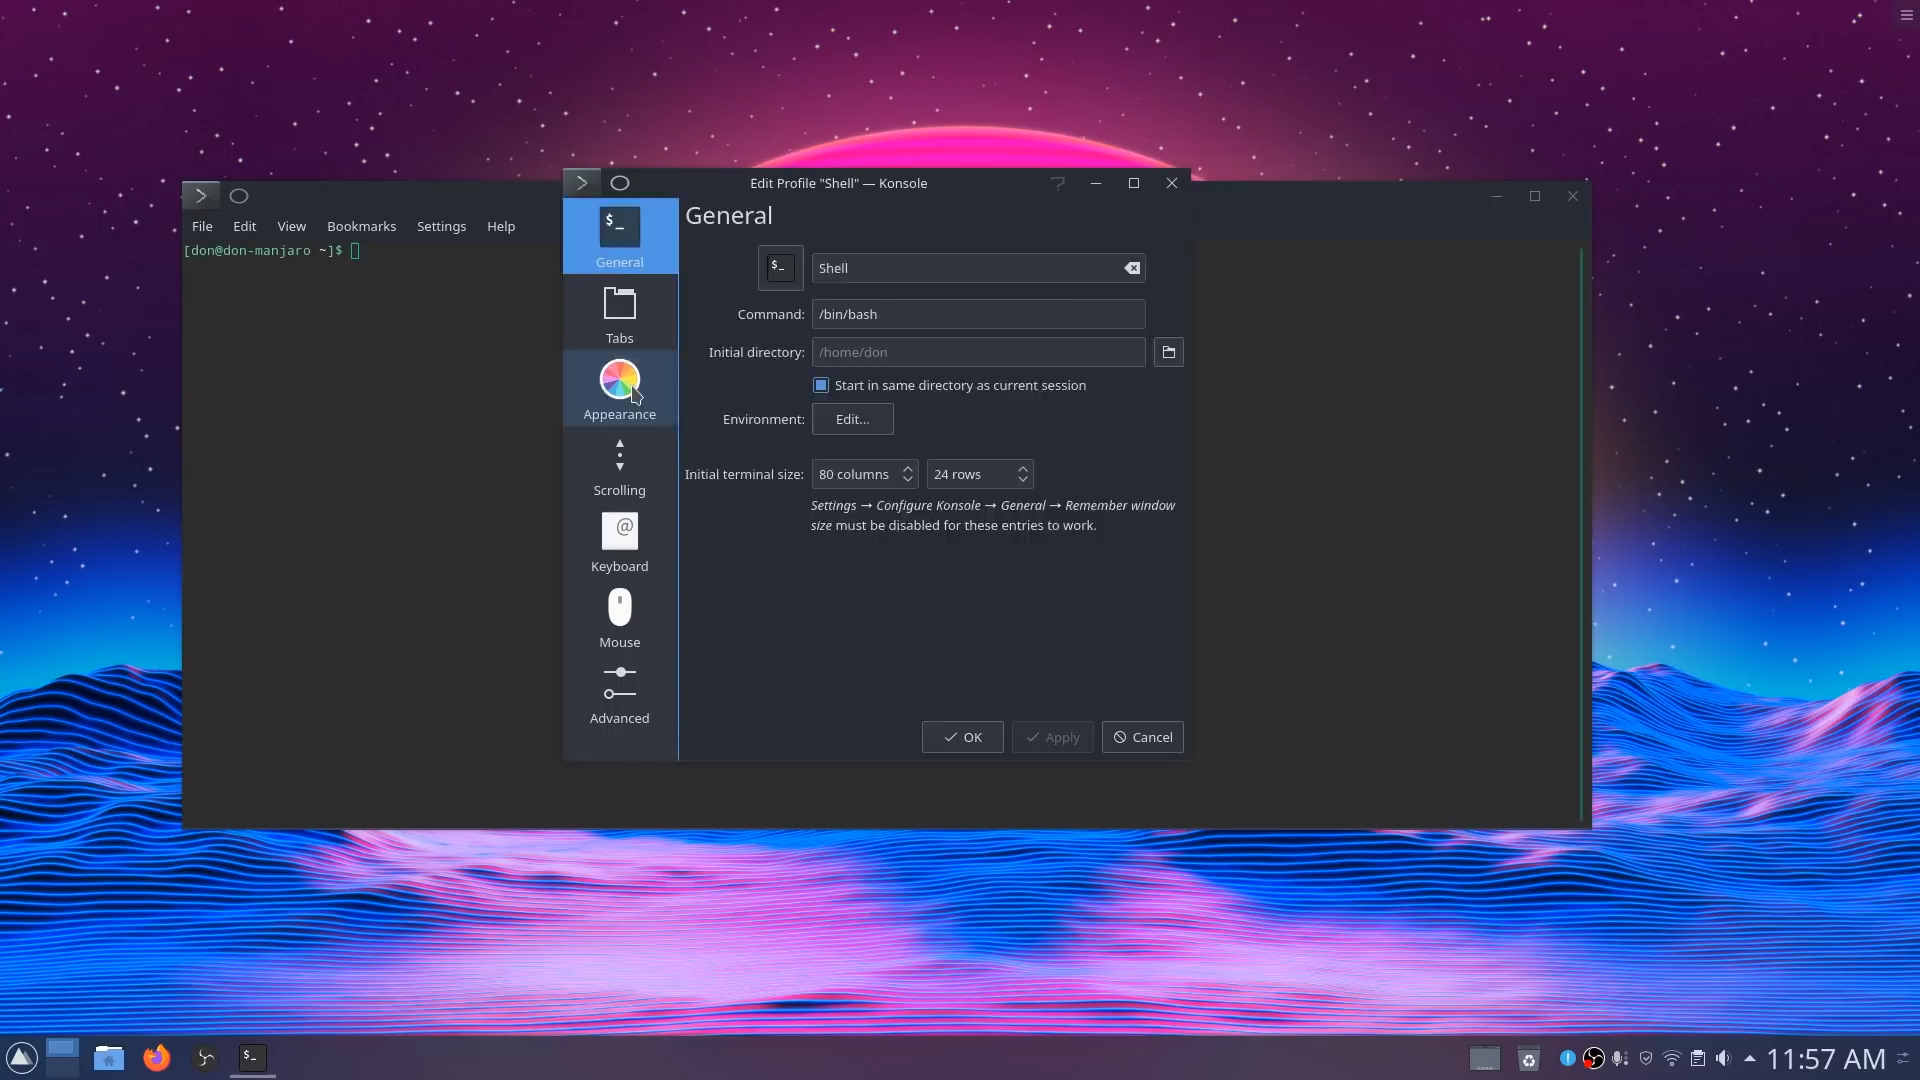 Edit Profile "Shell" — Konsole
File Edit View Bookmarks Settings Help
[don@don-manjaro ~]$
General
Tabs
Appearance
Scrolling
Keyboard
Mouse
Advanced
General
$_
Shell
Command: /bin/bash
Initial directory: /home/don
Start in same directory as current session
Environment: Edit...
Initial terminal size: 80 columns 24 rows
Settings → Configure Konsole → General → Remember window
size must be disabled for these entries to work.
OK Apply Cancel
11:57 AM